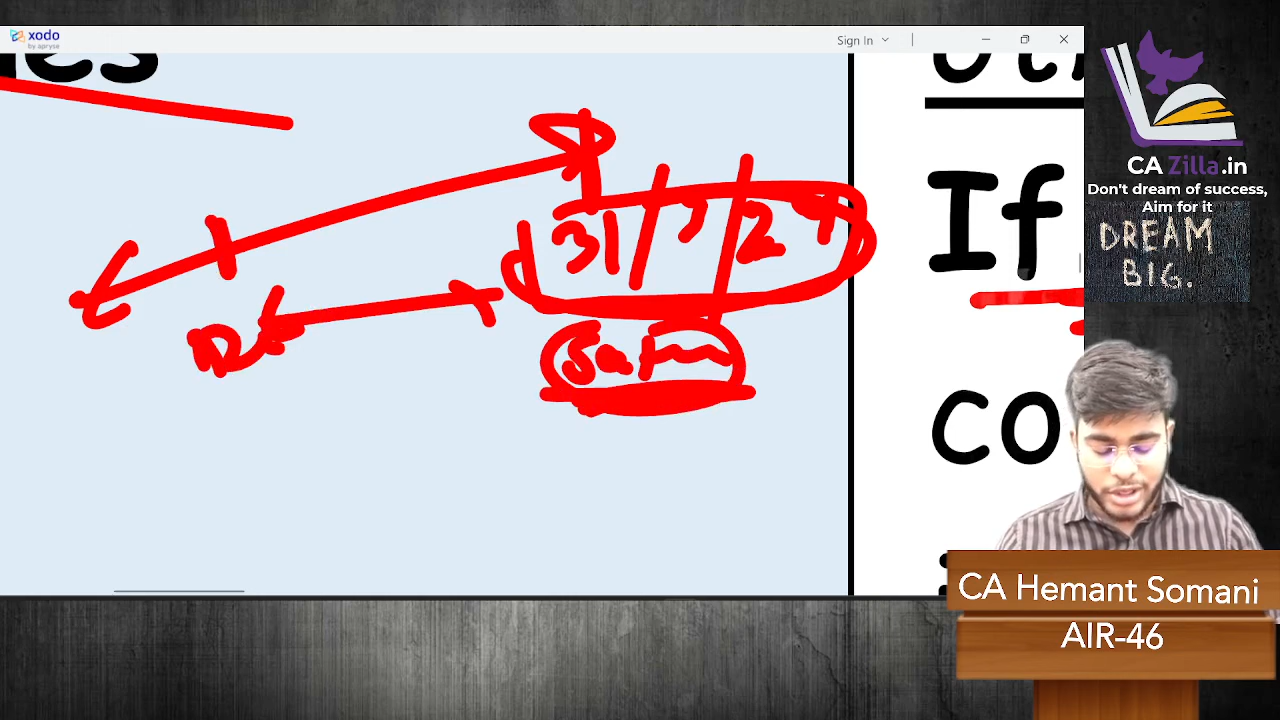 xodo
by apryse
Sign In
If
co
31/3/24
CA Zilla.in
Don't dream of success,
Aim for it
DREAM
BIG.
CA Hemant Somani
AIR-46